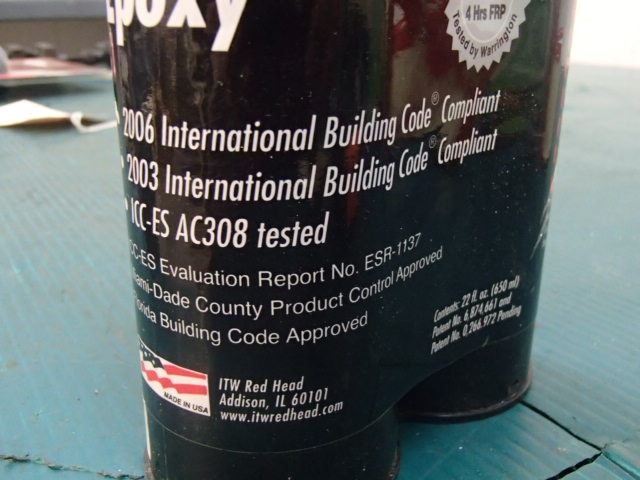 Epoxy
4 Hrs FRP
Tested by Warrington
• 2006 International Building Code® Compliant
• 2003 International Building Code® Compliant
• ICC-ES AC308 tested
CC-ES Evaluation Report No. ESR-1137
ami-Dade County Product Control Approved
orida Building Code Approved
Contents: 22 fl. oz. (650 ml)
Patent No. 6,874,661 and
Patent No. 0,266,972 Pending
MADE IN USA
ITW Red Head
Addison, IL 60101
www.itwredhead.com